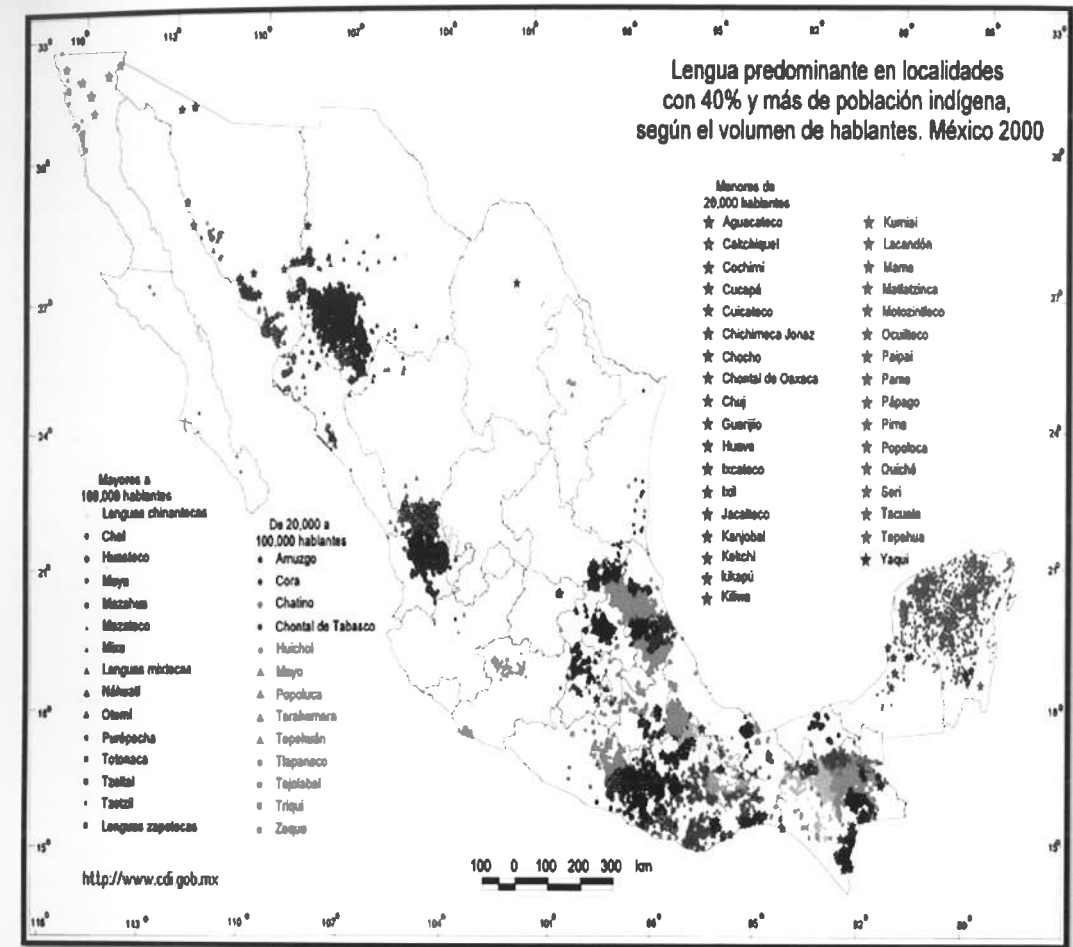 Lengua predominante en localidades
con 40% y más de población indígena,
según el volumen de hablantes. México 2000
Menores de
20,000 hablantes
Aguacateco
Cakchiquel
Cochimi
Cucapá
Cuicateco
Chichimeca Jonaz
Chocho
Chontal de Oaxaca
Chuj
Guarijio
Huave
Ixcateco
Ixil
Jacalteco
Kanjobal
Kekchi
Kikapú
Kiliwa
Kumiai
Lacandón
Mame
Matlatzinca
Motozintleco
Ocuilteco
Paipai
Pame
Pápago
Pima
Popoloca
Quiché
Seri
Tacuate
Tepehua
Yaqui
Mayores a
100,000 hablantes
Lenguas chinantecas
Chol
Huasteco
Maya
Mazahua
Mazateco
Mixe
Lenguas mixtecas
Náhuatl
Otomí
Purépecha
Totonaca
Tzeltal
Tzotzil
Lenguas zapotecas
De 20,000 a
100,000 hablantes
Amuzgo
Cora
Chatino
Chontal de Tabasco
Huichol
Mayo
Popoluca
Tarahumara
Tepehuán
Tlapaneco
Tojolabal
Triqui
Zoque
http://www.cdi.gob.mx
100 0 100 200 300 km